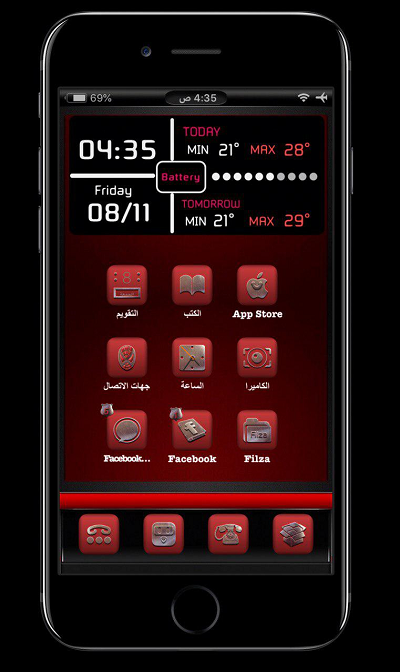 69%
4:35 ص
04:35
Friday
08/11
Battery
TODAY
MIN 21° MAX 28°
TOMORROW
MIN 21° MAX 29°
التقويم
الكتب
App Store
جهات الاتصال
الساعة
الكاميرا
Facebook...
Facebook
Filza
Filza